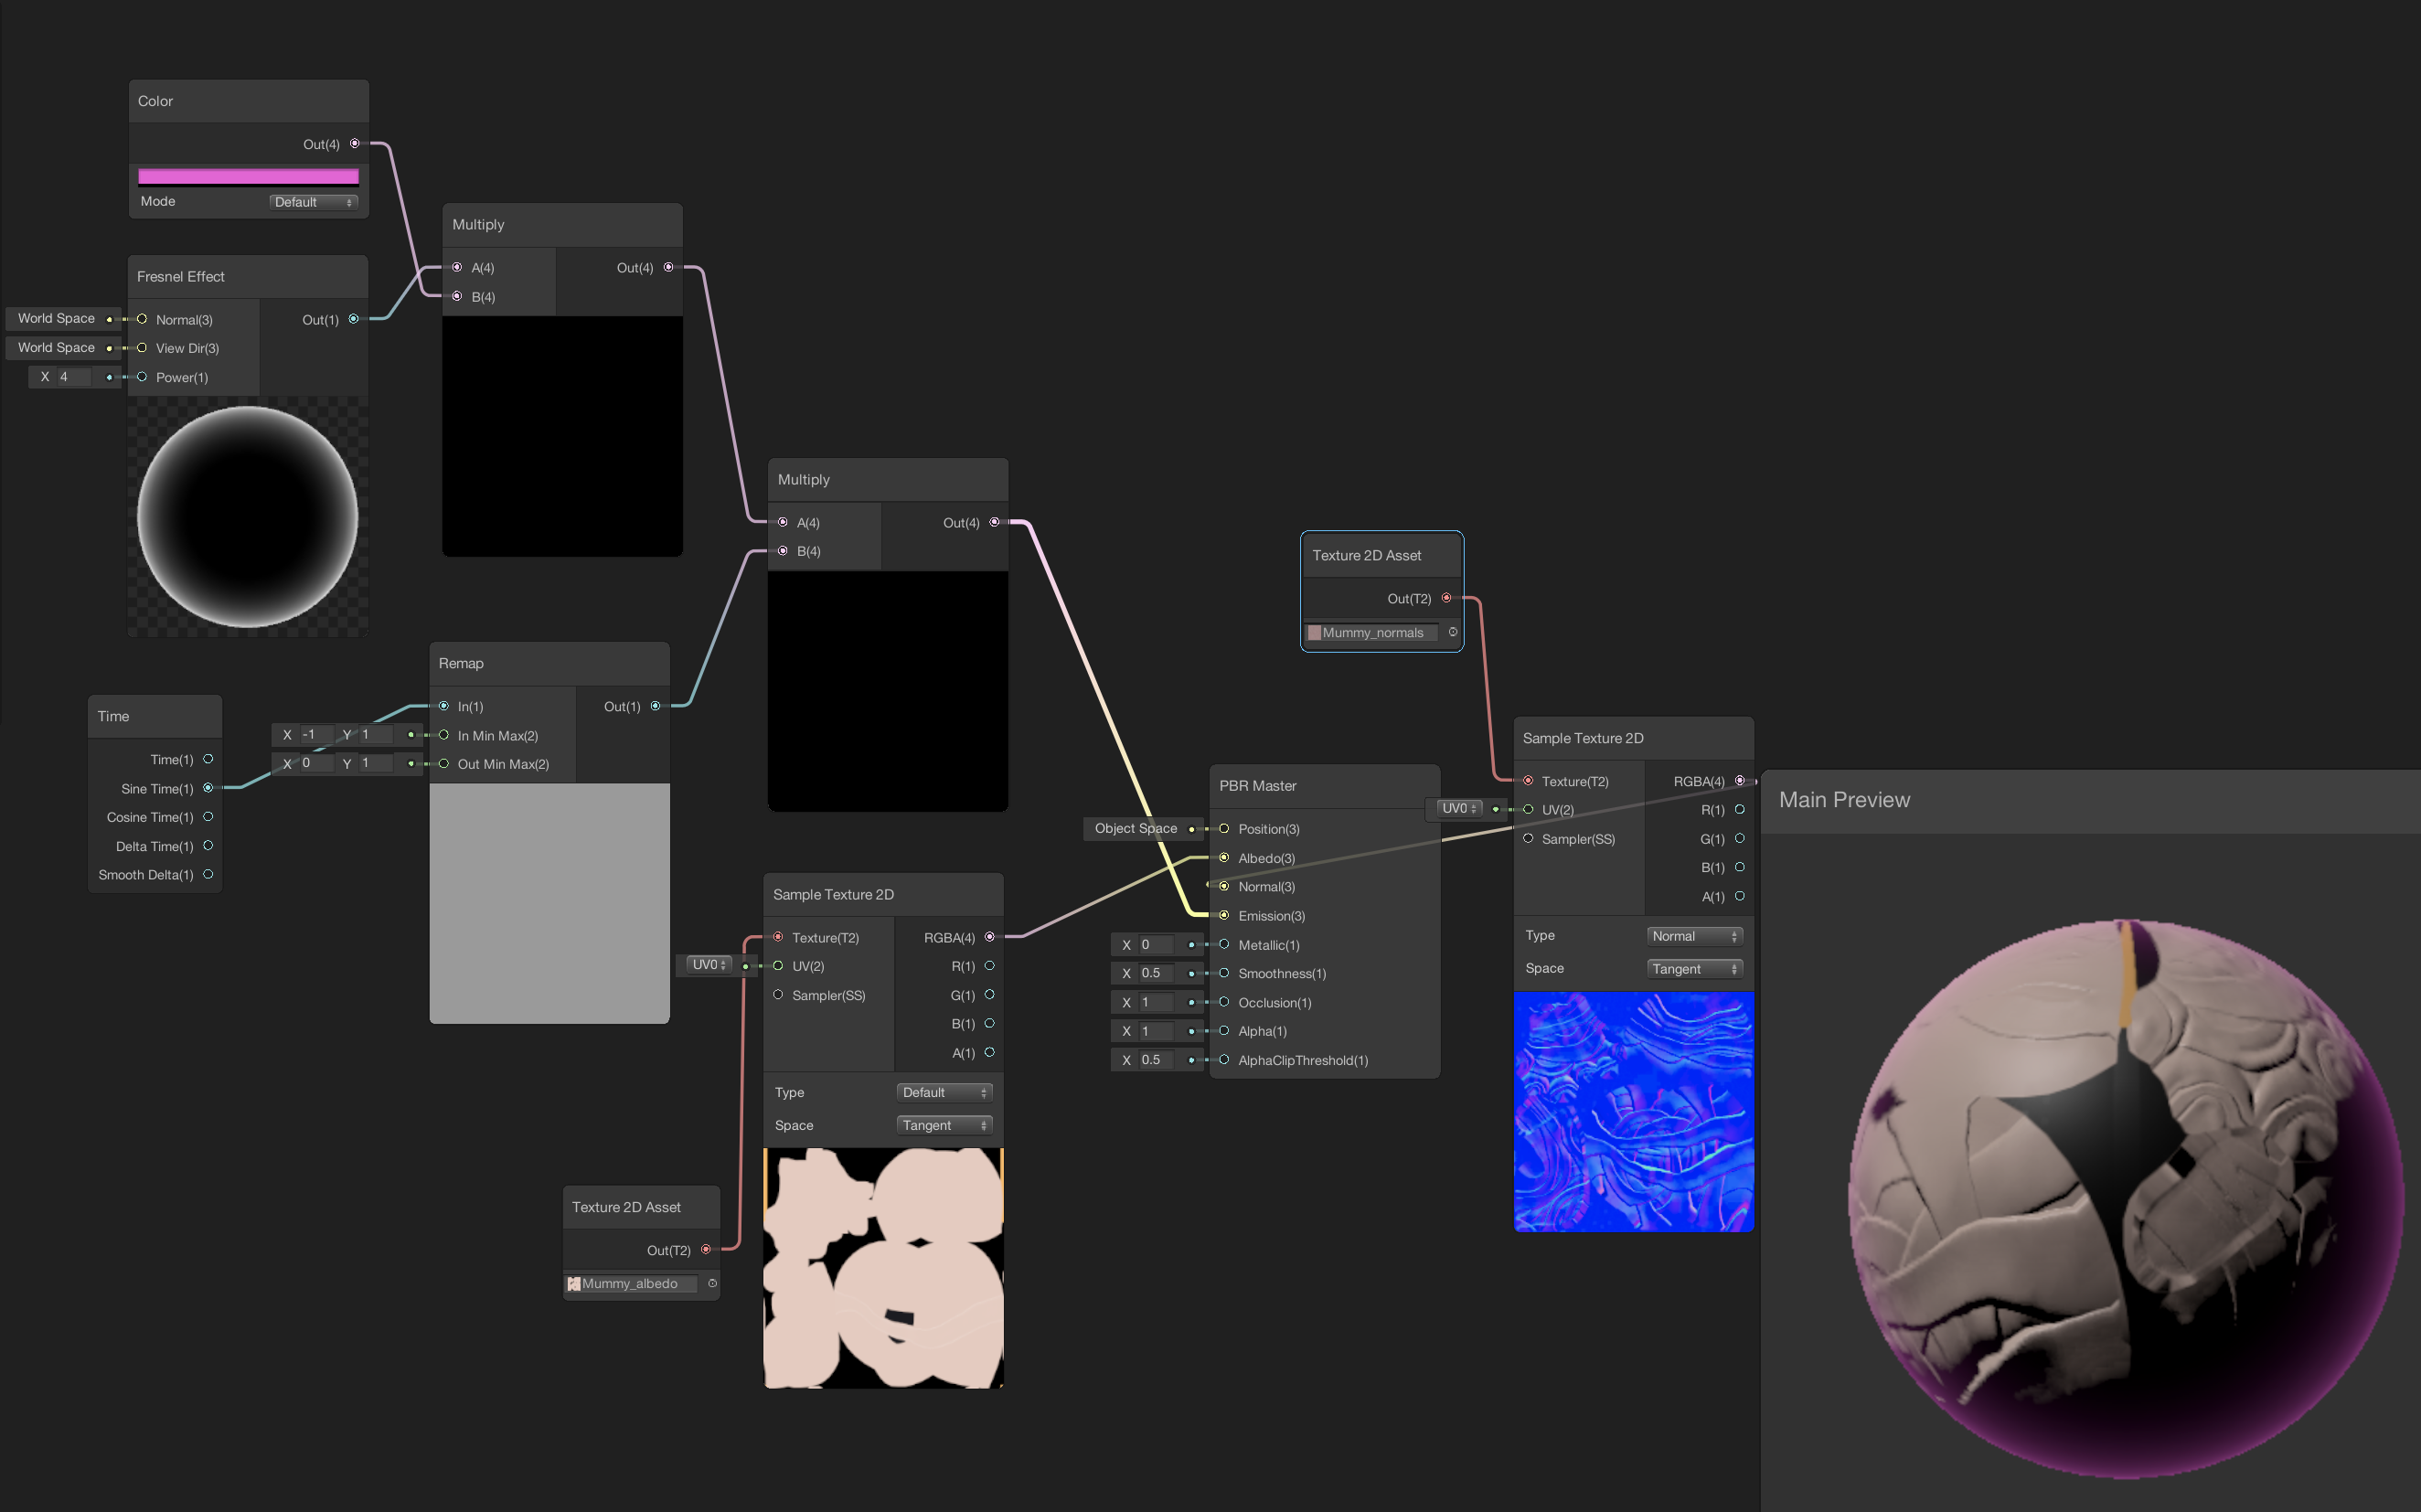 Color
Out(4)
Mode Default
Fresnel Effect
World Space Normal(3) Out(1)
World Space View Dir(3)
X 4 Power(1)
Multiply
A(4) Out(4)
B(4)
Multiply
A(4) Out(4)
B(4)
Time
Time(1)
Sine Time(1)
Cosine Time(1)
Delta Time(1)
Smooth Delta(1)
Remap
In(1) Out(1)
X -1 Y 1 In Min Max(2)
X 0 Y 1 Out Min Max(2)
Texture 2D Asset
Out(T2)
Mummy_albedo
Sample Texture 2D
Texture(T2) RGBA(4)
UV0 UV(2) R(1)
Sampler(SS) G(1)
B(1)
A(1)
Type Default
Space Tangent
PBR Master
Object Space Position(3)
Albedo(3)
Normal(3)
Emission(3)
X 0 Metallic(1)
X 0.5 Smoothness(1)
X 1 Occlusion(1)
X 1 Alpha(1)
X 0.5 AlphaClipThreshold(1)
Texture 2D Asset
Out(T2)
Mummy_normals
Sample Texture 2D
Texture(T2) RGBA(4)
UV0 UV(2) R(1)
Sampler(SS) G(1)
B(1)
A(1)
Type Normal
Space Tangent
Main Preview